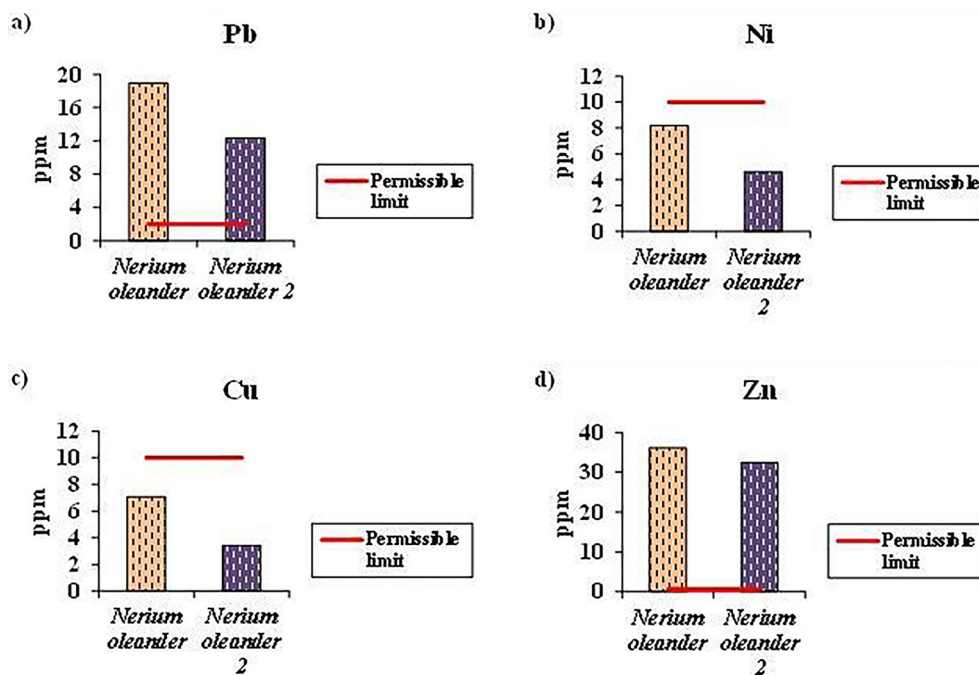 a)
Pb
20
16
12
8
4
0
ppm
Nerium
oleander
Nerium
oleander 2
Permissible
limit
b)
Ni
12
10
8
6
4
2
0
ppm
Nerium
oleander
Nerium
oleander
2
Permissible
limit
c)
Cu
12
10
8
6
4
2
0
ppm
Nerium
oleander
Nerium
oleander
2
Permissible
limit
d)
Zn
40
30
20
10
0
ppm
Nerium
oleander
Nerium
oleander
2
Permissible
limit